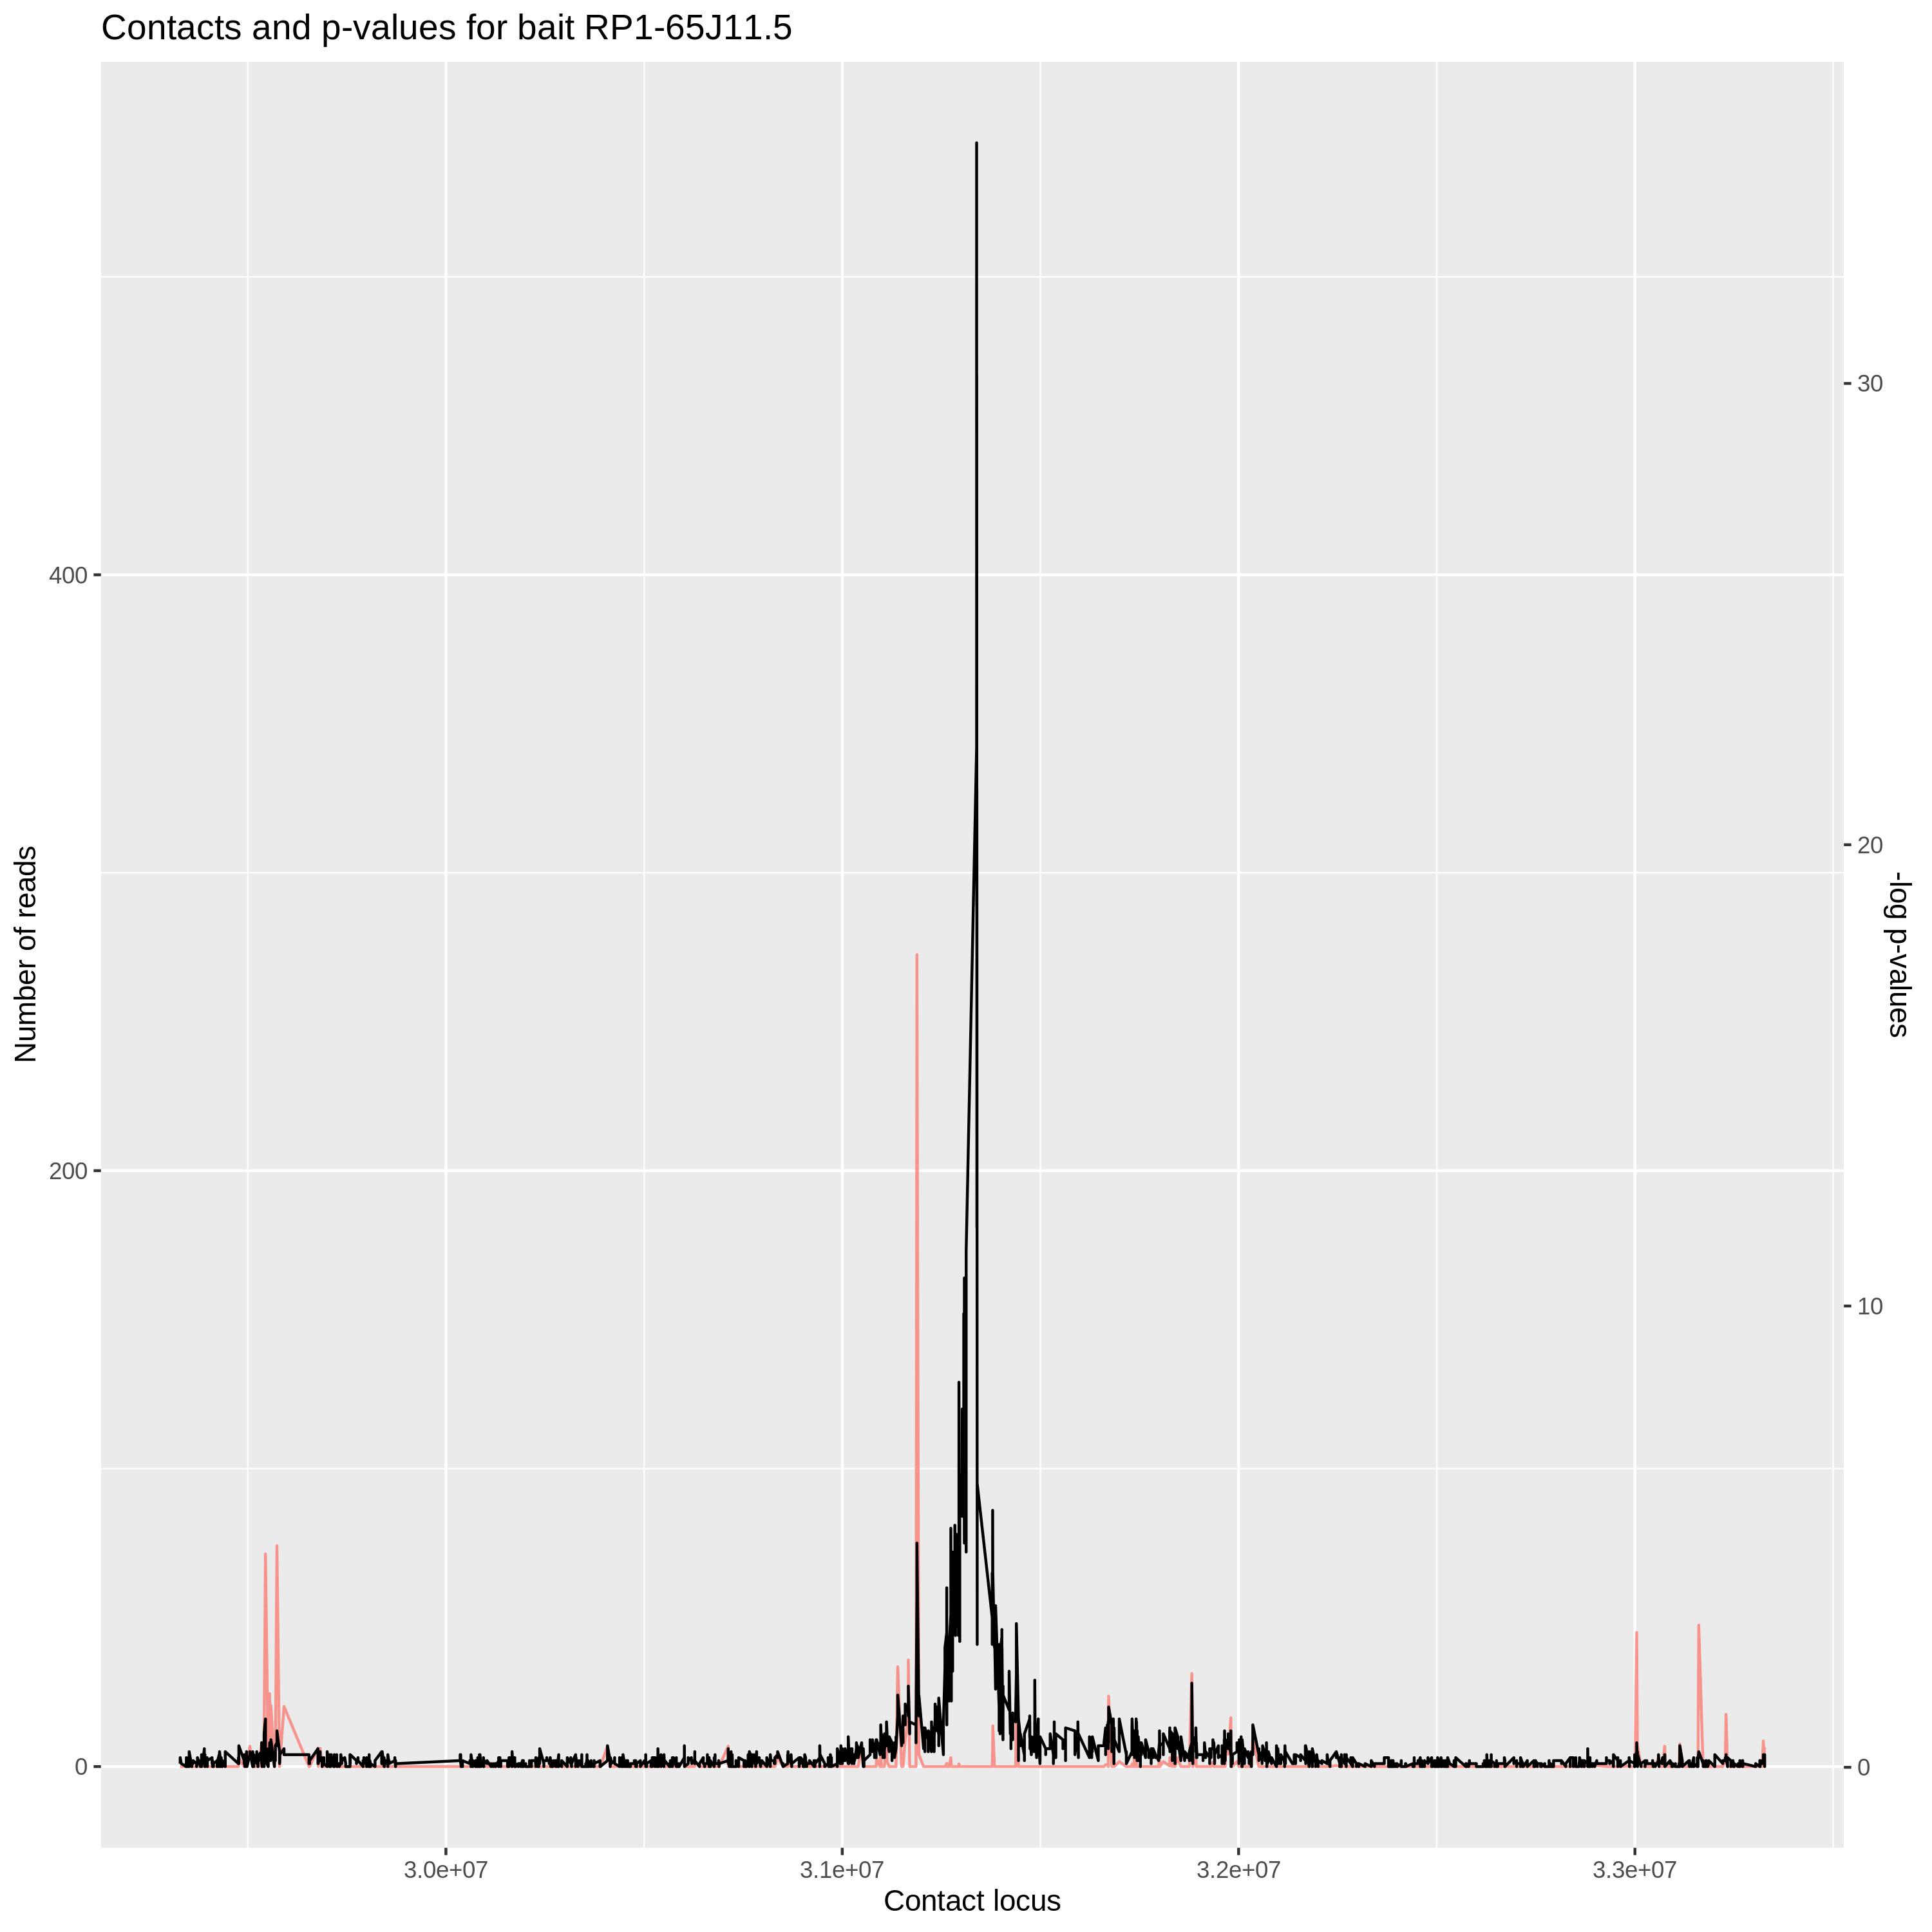 Contacts and p-values for bait RP1-65J11.5
Number of reads
400
200
0
30
20
10
0
-log p-values
3.0e+07
3.1e+07
3.2e+07
3.3e+07
Contact locus